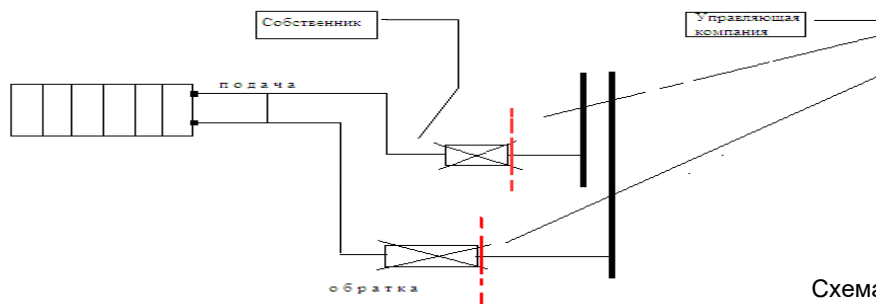 Собственник
Управляющая
компания
подача
обратка
Схема